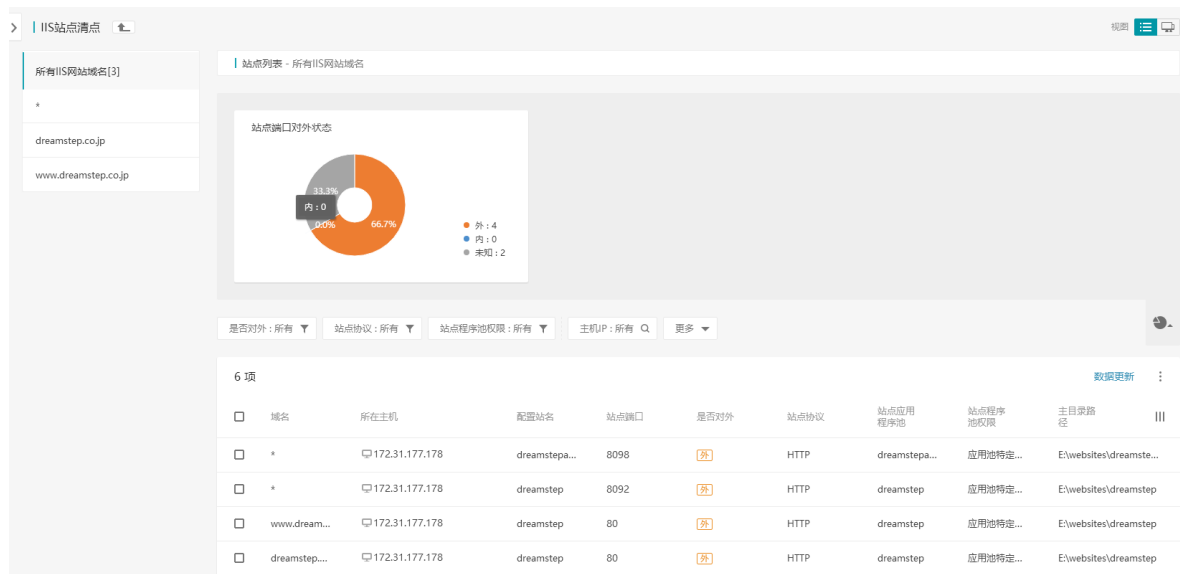 IIS站点清点
视图
所有IIS网站域名[3]
*
dreamstep.co.jp
www.dreamstep.co.jp
站点列表 - 所有IIS网站域名
站点端口对外状态
33.3%
内 : 0
0.0%
66.7%
外 : 4
内 : 0
未知 : 2
是否对外 : 所有
站点协议 : 所有
站点程序池权限 : 所有
主机IP : 所有
更多
6 项
数据更新
域名 所在主机 配置站名 站点端口 是否对外 站点协议 站点应用程序池 站点程序池权限 主目录路径
* 172.31.177.178 dreamstepa... 8098 外 HTTP dreamstepa... 应用池特定... E:\websites\dreamste...
* 172.31.177.178 dreamstep 8092 外 HTTP dreamstep 应用池特定... E:\websites\dreamstep
www.dream... 172.31.177.178 dreamstep 80 外 HTTP dreamstep 应用池特定... E:\websites\dreamstep
dreamstep.... 172.31.177.178 dreamstep 80 外 HTTP dreamstep 应用池特定... E:\websites\dreamstep